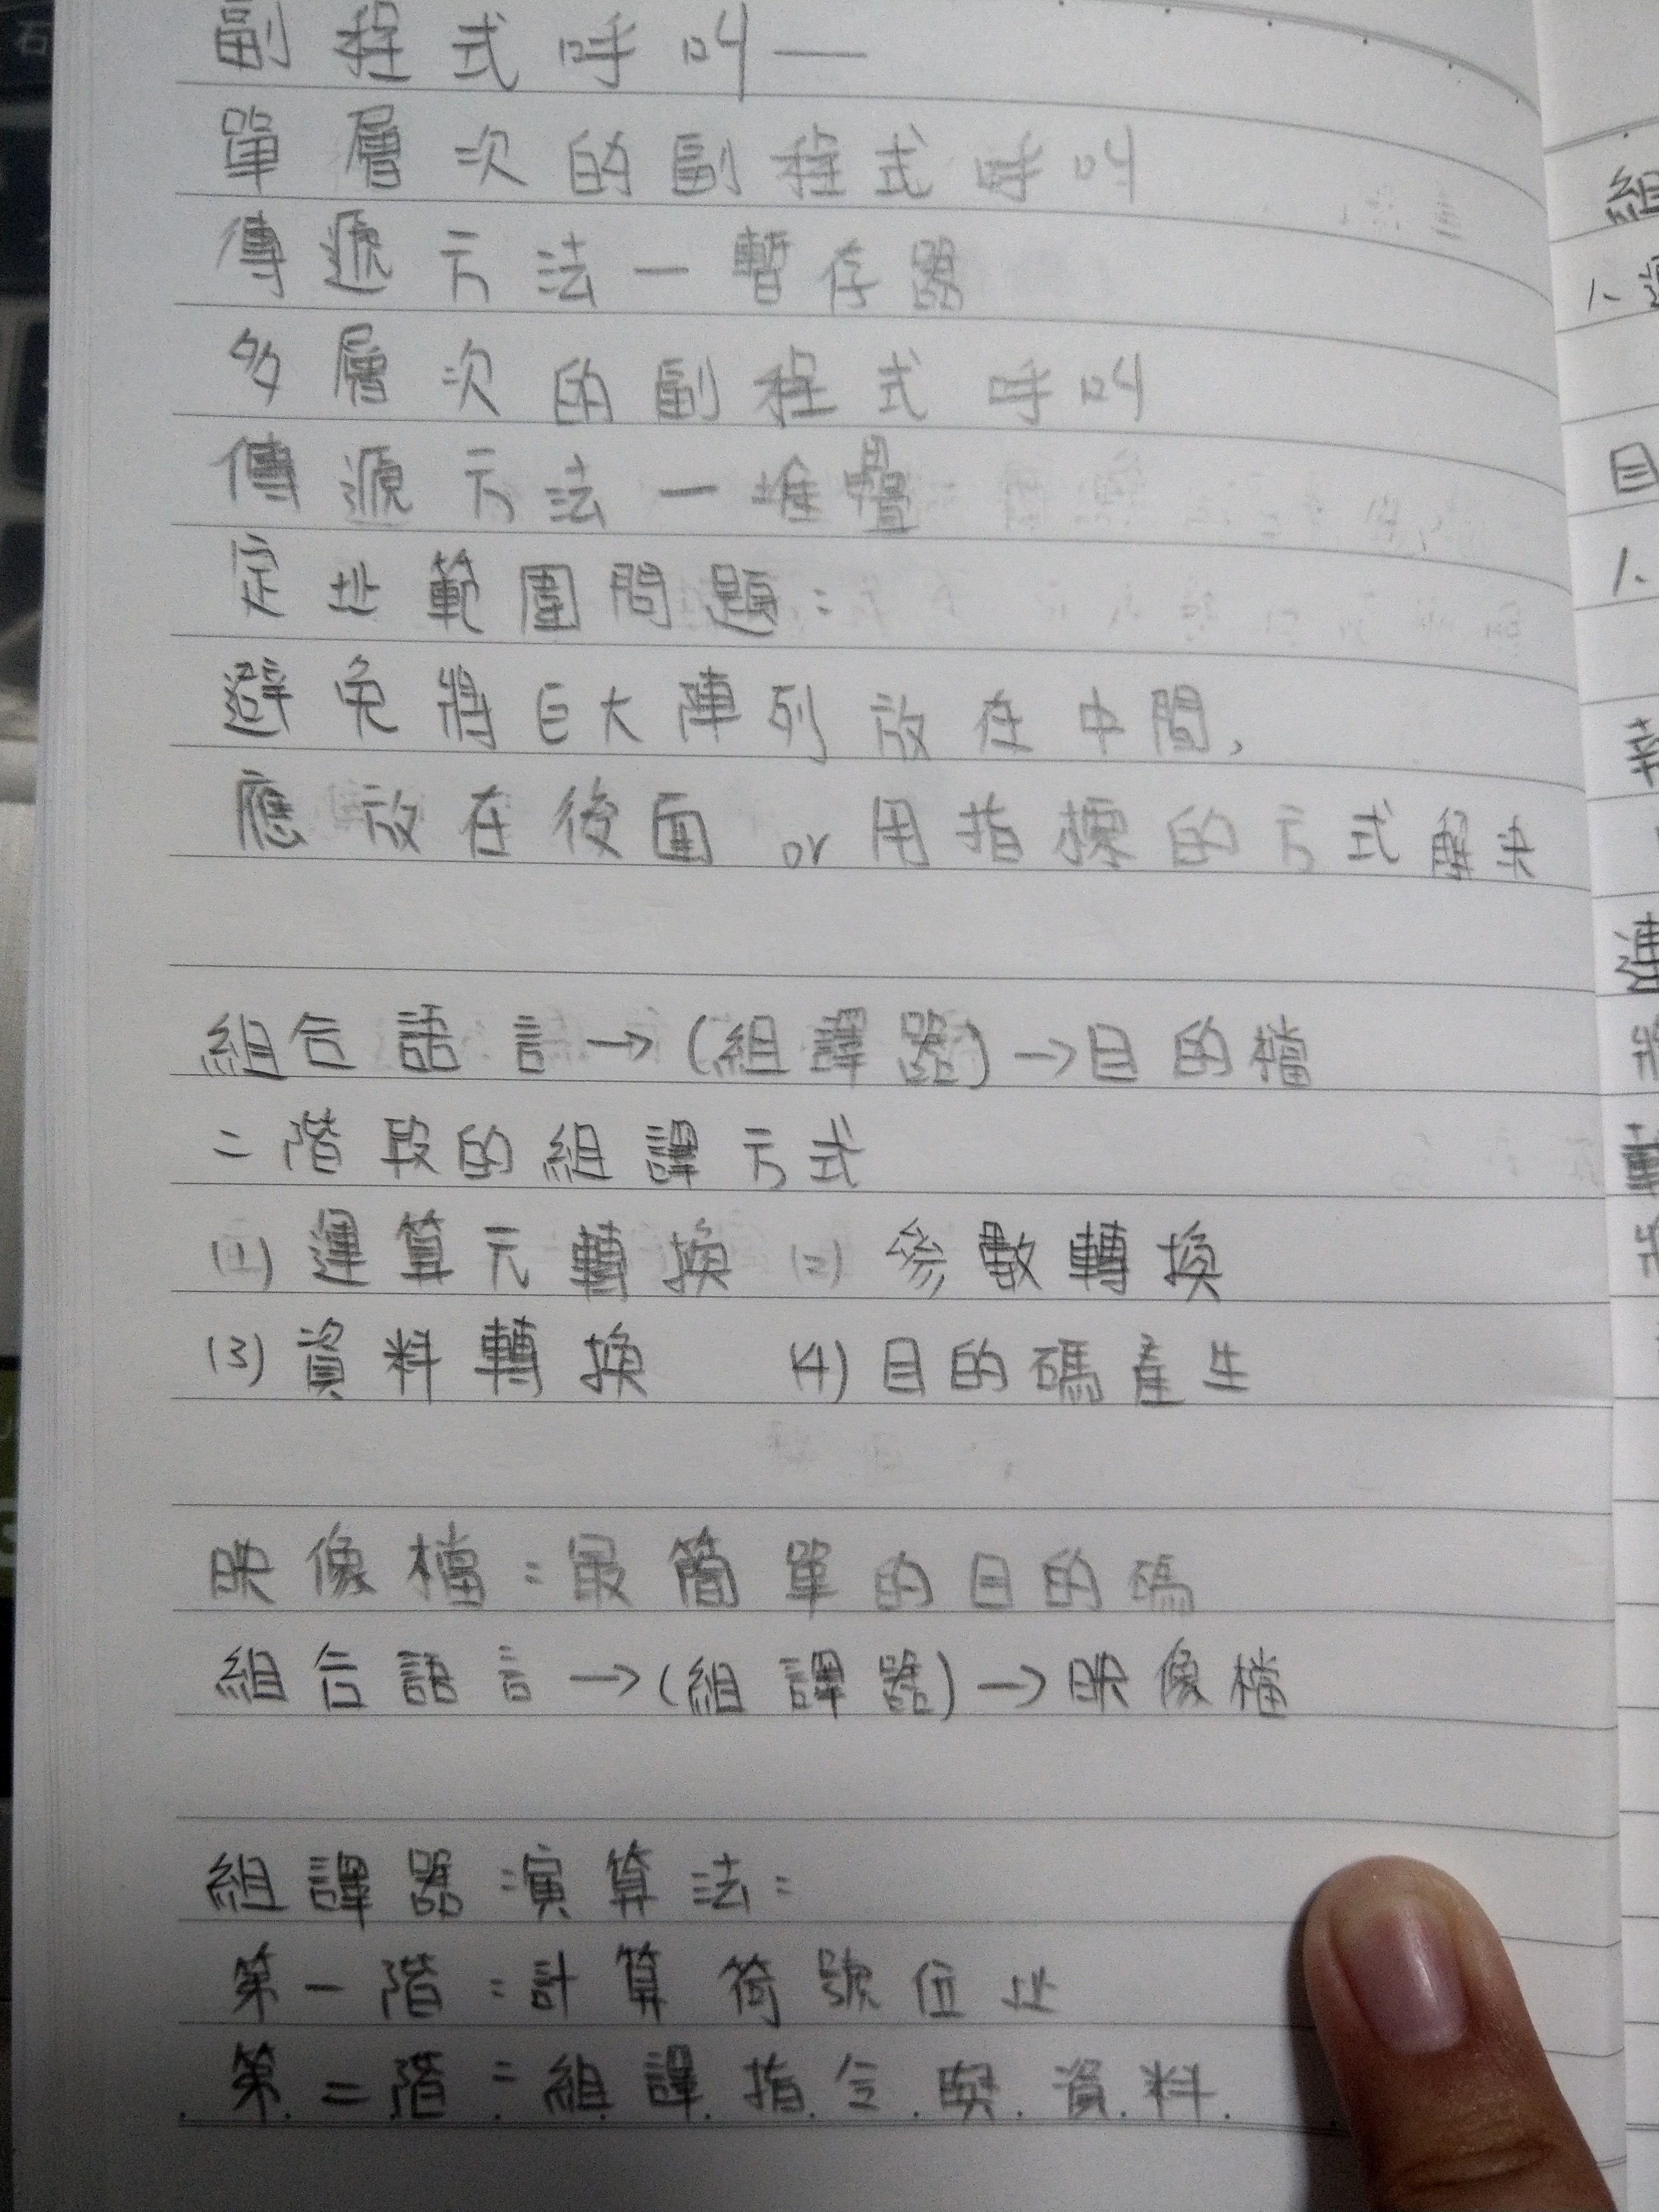 副程式呼叫—
單層次的副程式呼叫
傳遞方法—暫存器
多層次的副程式呼叫
傳遞方法—堆疊
定址範圍問題:
避免將巨大陣列放在中間,
應放在後面 or 用指標的方式解決
組合語言→(組譯器)→目的檔
二階段的組譯方式
(1) 運算元轉換 (2) 參數轉換
(3) 資料轉換 (4) 目的碼產生
映像檔:最簡單的目的碼
組合語言→(組譯器)→映像檔
組譯器演算法:
第一階:計算符號位址
第二階:組譯指令與資料
組
1、
目
1、